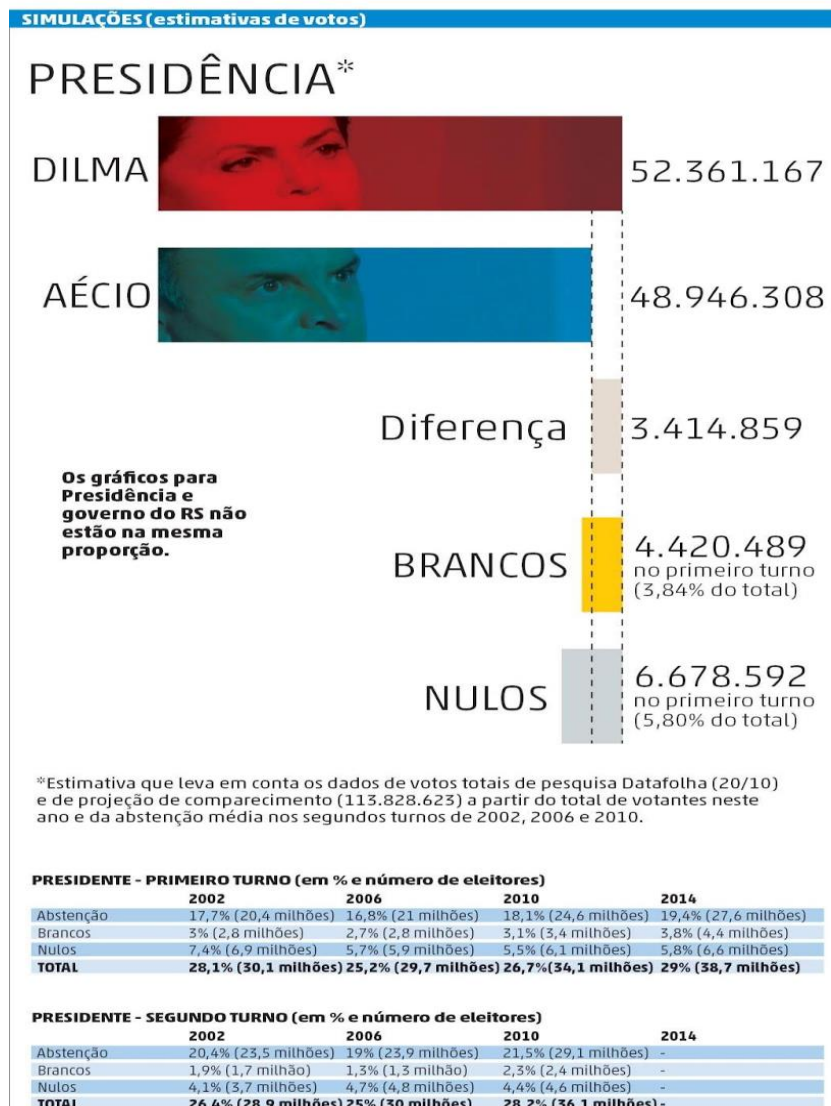 SIMULAÇÕES (estimativas de votos)
PRESIDÊNCIA*
DILMA 52.361.167
AÉCIO 48.946.308
Diferença 3.414.859
Os gráficos para
Presidência e
governo do RS não
estão na mesma
proporção.
BRANCOS 4.420.489
no primeiro turno
(3,84% do total)
NULOS 6.678.592
no primeiro turno
(5,80% do total)
*Estimativa que leva em conta os dados de votos totais de pesquisa Datafolha (20/10)
e de projeção de comparecimento (113.828.623) a partir do total de votantes neste
ano e da abstenção média nos segundos turnos de 2002, 2006 e 2010.
PRESIDENTE - PRIMEIRO TURNO (em % e número de eleitores)
2002 2006 2010 2014
Abstenção 17,7% (20,4 milhões) 16,8% (21 milhões) 18,1% (24,6 milhões) 19,4% (27,6 milhões)
Brancos 3% (2,8 milhões) 2,7% (2,8 milhões) 3,1% (3,4 milhões) 3,8% (4,4 milhões)
Nulos 7,4% (6,9 milhões) 5,7% (5,9 milhões) 5,5% (6,1 milhões) 5,8% (6,6 milhões)
TOTAL 28,1% (30,1 milhões) 25,2% (29,7 milhões) 26,7%(34,1 milhões) 29% (38,7 milhões)
PRESIDENTE - SEGUNDO TURNO (em % e número de eleitores)
2002 2006 2010 2014
Abstenção 20,4% (23,5 milhões) 19% (23,9 milhões) 21,5% (29,1 milhões) -
Brancos 1,9% (1,7 milhão) 1,3% (1,3 milhão) 2,3% (2,4 milhões) -
Nulos 4,1% (3,7 milhões) 4,7% (4,8 milhões) 4,4% (4,6 milhões) -
TOTAL 26,4% (28,9 milhões) 25% (30 milhões) 28,2% (36,1 milhões) -